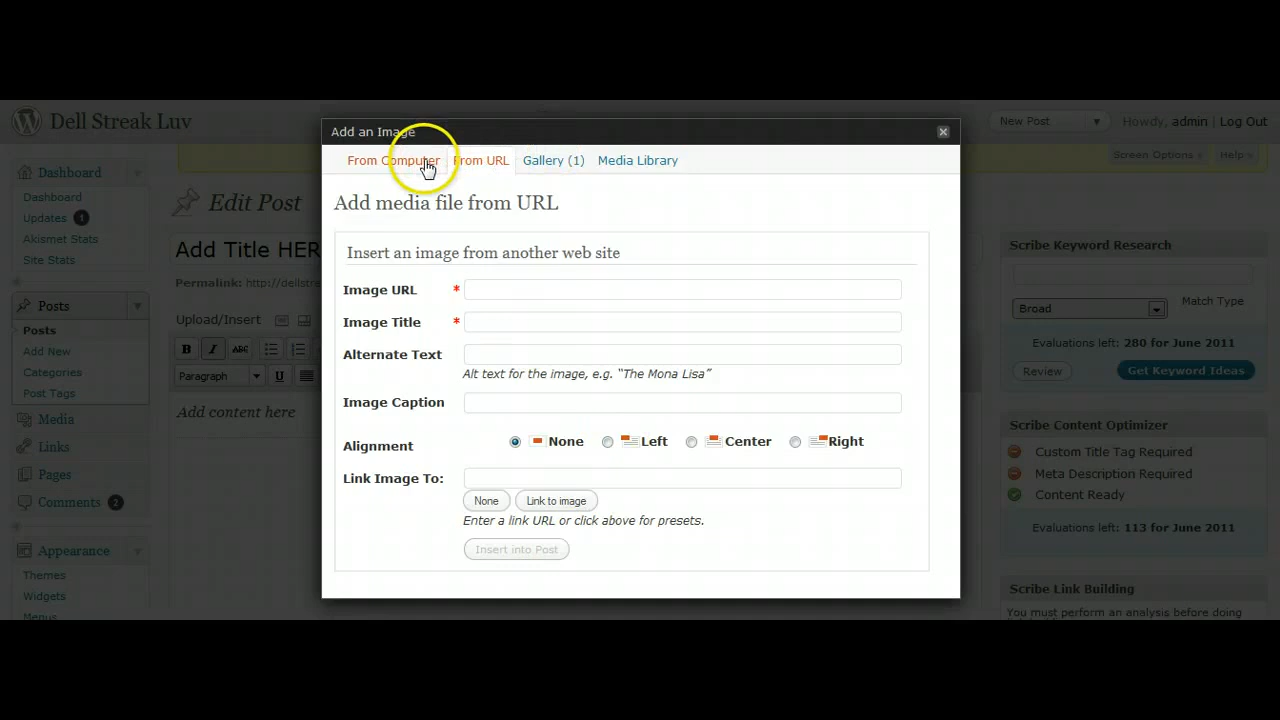 Dell Streak Luv
New Post
Howdy, admin | Log Out
Screen Options
Help
Dashboard
Dashboard
Updates 1
Akismet Stats
Site Stats
Posts
Posts
Add New
Categories
Post Tags
Media
Links
Pages
Comments 2
Appearance
Themes
Widgets
Menus
Edit Post
Add Title HER
Permalink: http://dellstre
Upload/Insert
B I ABC
Paragraph U
Add content here
Add an Image
From Computer From URL Gallery (1) Media Library
Add media file from URL
Insert an image from another web site
Image URL *
Image Title *
Alternate Text
Alt text for the image, e.g. “The Mona Lisa”
Image Caption
Alignment None Left Center Right
Link Image To:
None Link to image
Enter a link URL or click above for presets.
Insert into Post
Scribe Keyword Research
Broad Match Type
Evaluations left: 280 for June 2011
Review Get Keyword Ideas
Scribe Content Optimizer
Custom Title Tag Required
Meta Description Required
Content Ready
Evaluations left: 113 for June 2011
Scribe Link Building
You must perform an analysis before doing